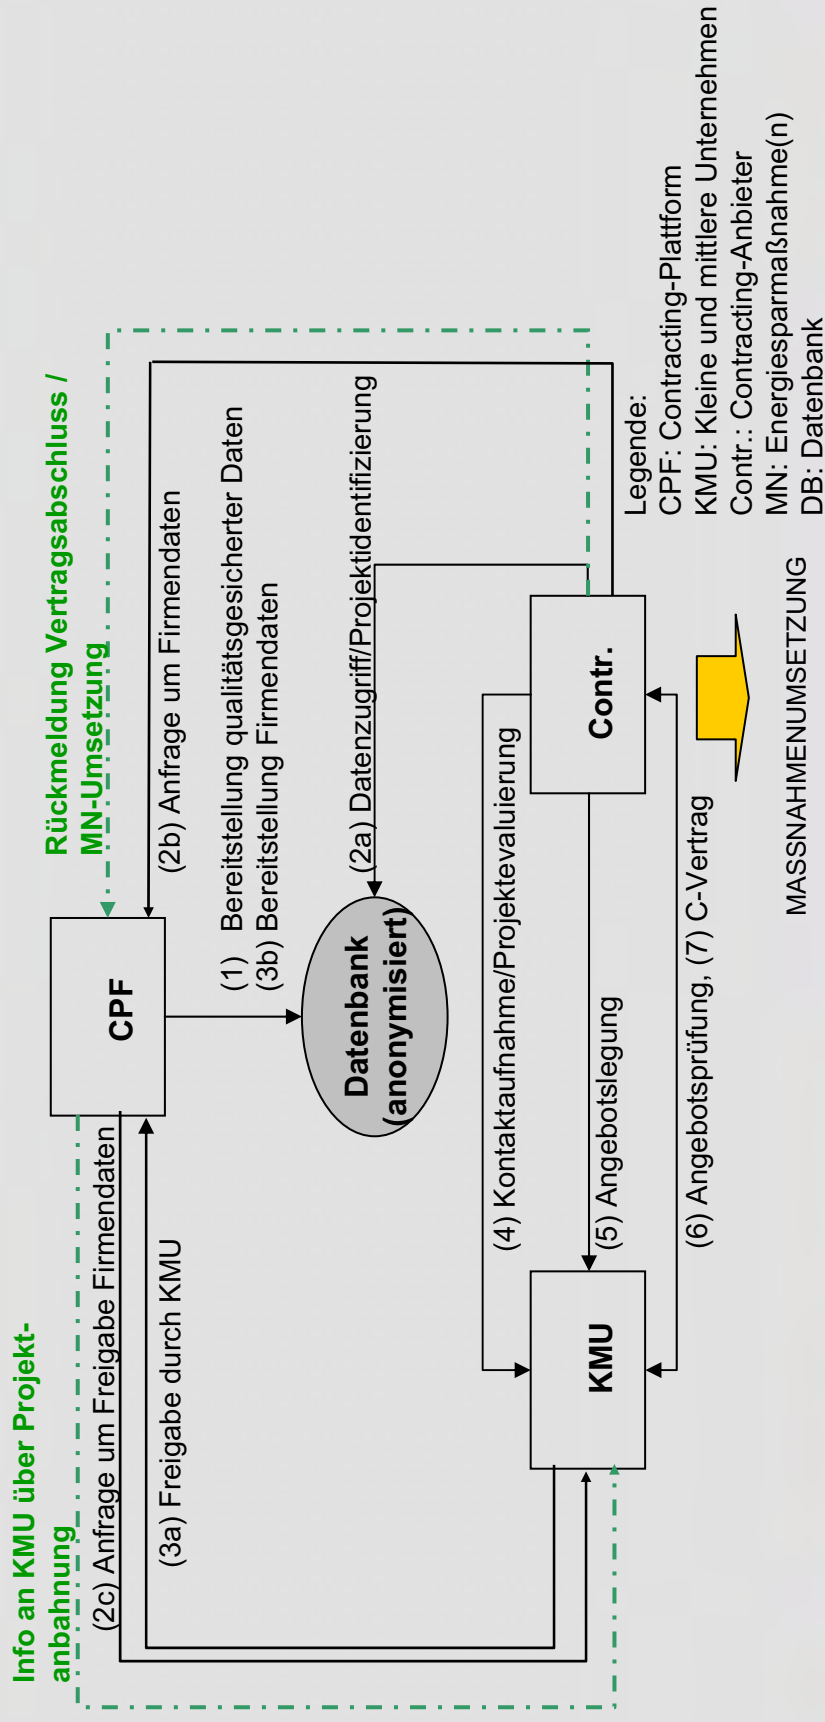 Info an KMU über Projekt-
anbahnung
Rückmeldung Vertragsabschluss /
MN-Umsetzung
(2c) Anfrage um Freigabe Firmendaten
(3a) Freigabe durch KMU
CPF
(2b) Anfrage um Firmendaten
(1) Bereitstellung qualitätsgesicherter Daten
(3b) Bereitstellung Firmendaten
Datenbank
(anonymisiert)
(2a) Datenzugriff/Projektidentifizierung
(4) Kontaktaufnahme/Projektevaluierung
KMU
(5) Angebotslegung
Contr.
(6) Angebotsprüfung, (7) C-Vertrag
MASSNAHMENUMSETZUNG
Legende:
CPF: Contracting-Plattform
KMU: Kleine und mittlere Unternehmen
Contr.: Contracting-Anbieter
MN: Energiesparmaßnahme(n)
DB: Datenbank